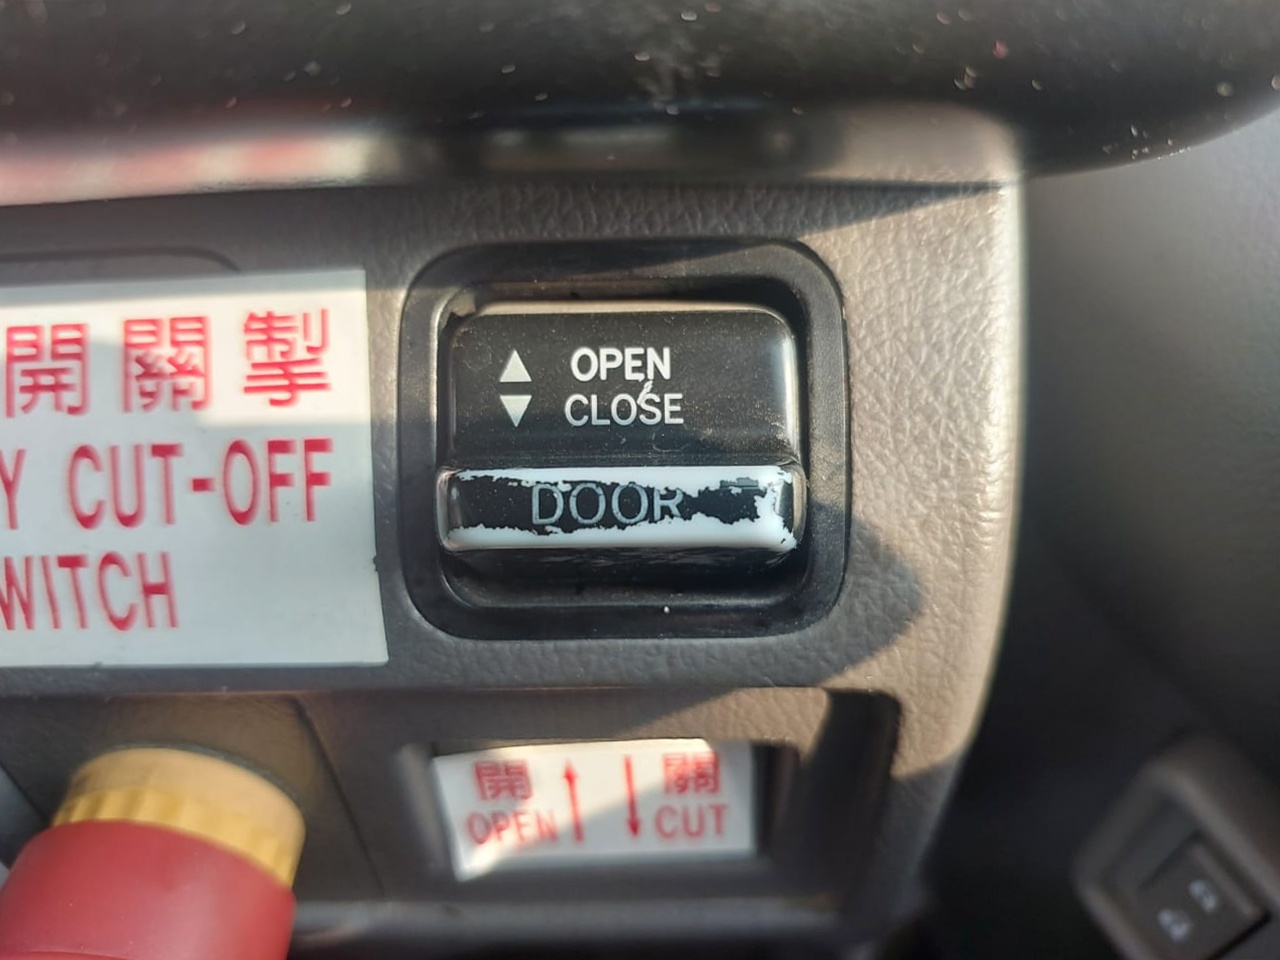 開關掣
Y CUT-OFF
WITCH
▲ OPEN
▼ CLOSE
DOOR
開 ↑ ↓ 關
OPEN CUT